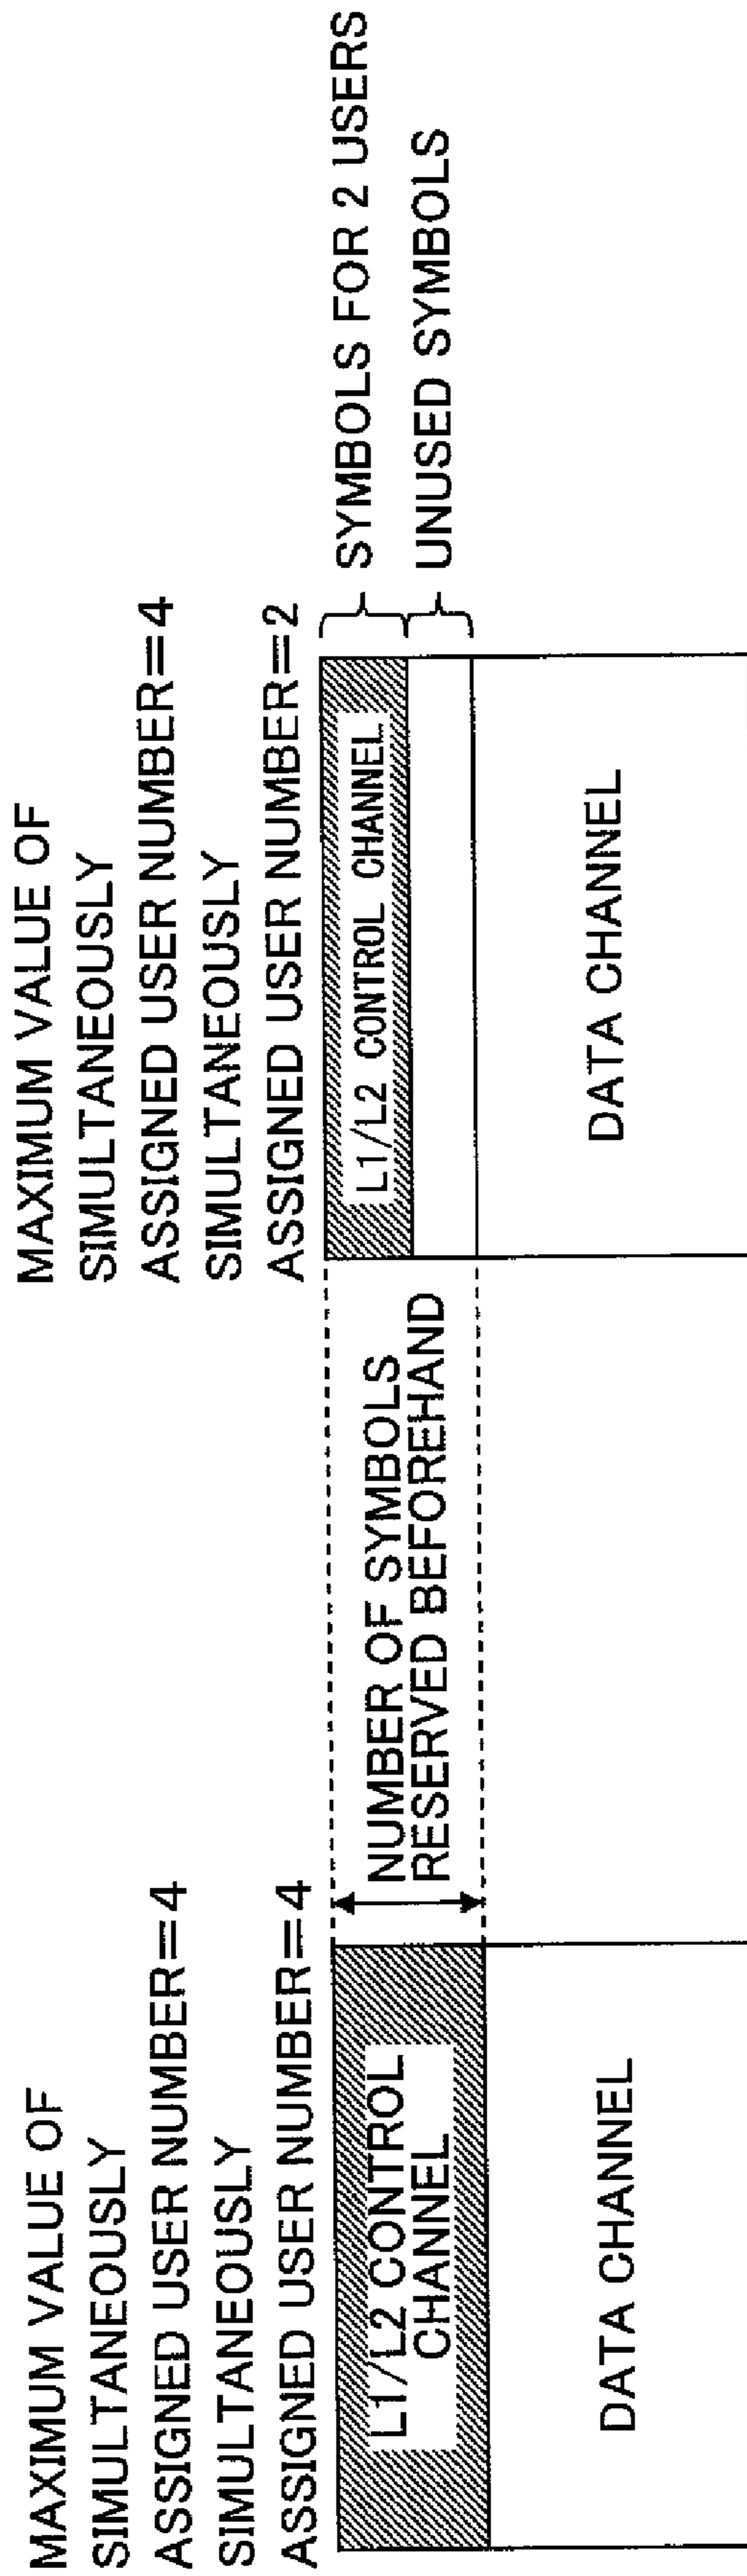 MAXIMUM VALUE OF
SIMULTANEOUSLY
ASSIGNED USER NUMBER=4
SIMULTANEOUSLY
ASSIGNED USER NUMBER=4
L1/L2 CONTROL
CHANNEL
DATA CHANNEL
NUMBER OF SYMBOLS
RESERVED BEFOREHAND
MAXIMUM VALUE OF
SIMULTANEOUSLY
ASSIGNED USER NUMBER=4
SIMULTANEOUSLY
ASSIGNED USER NUMBER=2
L1/L2 CONTROL CHANNEL
DATA CHANNEL
SYMBOLS FOR 2 USERS
UNUSED SYMBOLS